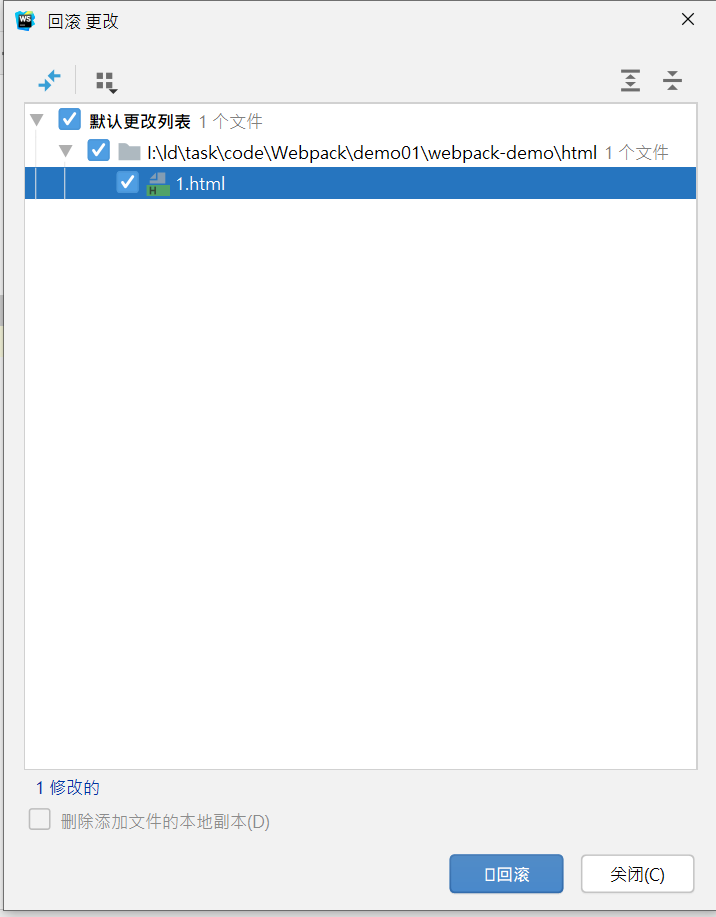 回滚 更改
默认更改列表 1 个文件
I:\ld\task\code\Webpack\demo01\webpack-demo\html 1 个文件
1.html
1 修改的
删除添加文件的本地副本(D)
回滚
关闭(C)